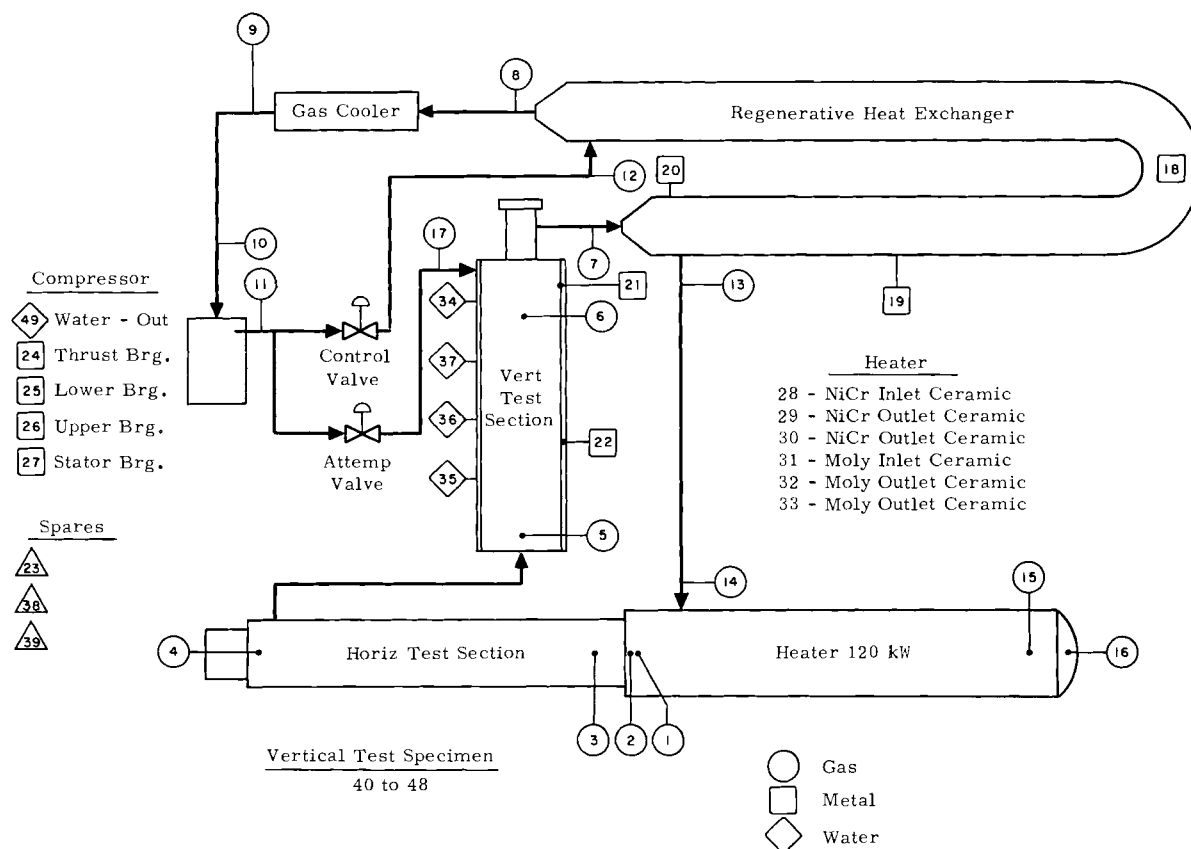 9
8
Gas Cooler
Regenerative Heat Exchanger
12
20
18
17
10
7
Compressor
11
21
13
34
49 Water - Out
6
19
24 Thrust Brg.
Control
Valve
37
Vert
Test
Section
Heater
25 Lower Brg.
28 - NiCr Inlet Ceramic
29 - NiCr Outlet Ceramic
26 Upper Brg.
36
30 - NiCr Outlet Ceramic
22
31 - Moly Inlet Ceramic
27 Stator Brg.
Attemp
Valve
35
32 - Moly Outlet Ceramic
33 - Moly Outlet Ceramic
Spares
5
23
14
15
38
39
4
Horiz Test Section
Heater 120 kW
16
3
2
1
Vertical Test Specimen
40 to 48
Gas
Metal
Water